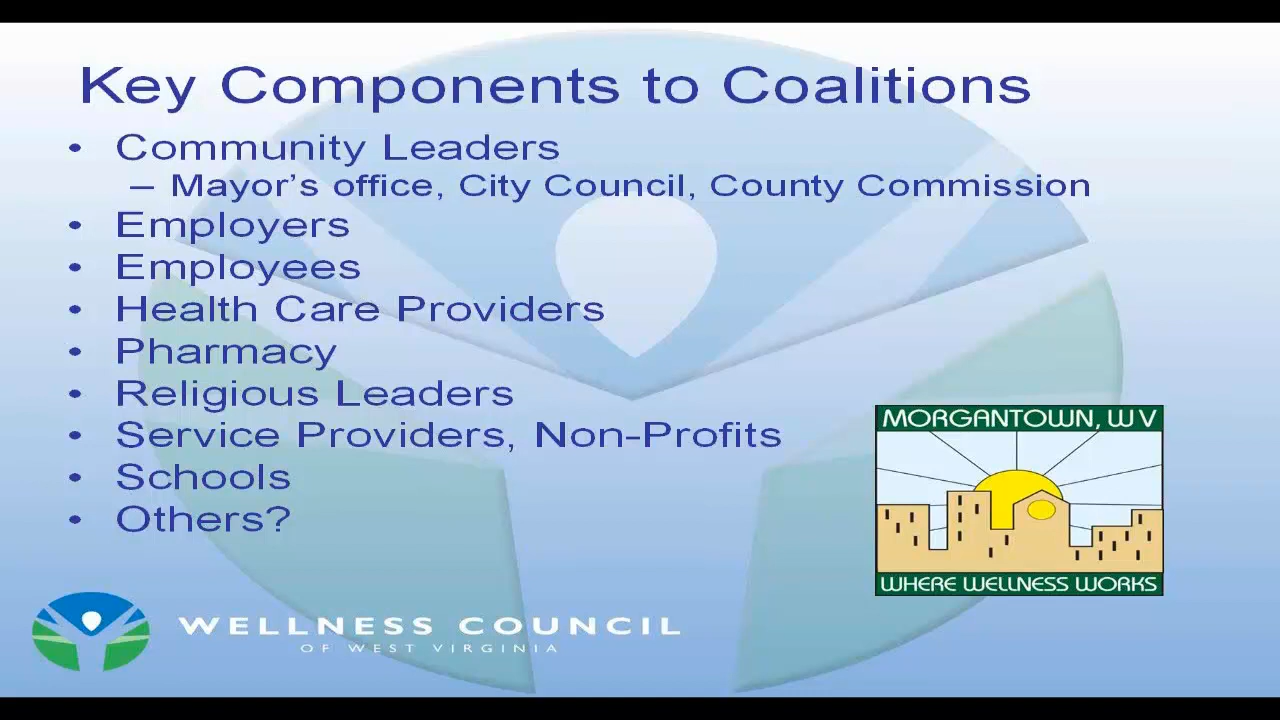 Key Components to Coalitions
• Community Leaders
– Mayor's office, City Council, County Commission
• Employers
• Employees
• Health Care Providers
• Pharmacy
• Religious Leaders
• Service Providers, Non-Profits
• Schools
• Others?
MORGANTOWN, WV
WHERE WELLNESS WORKS
WELLNESS COUNCIL
OF WEST VIRGINIA